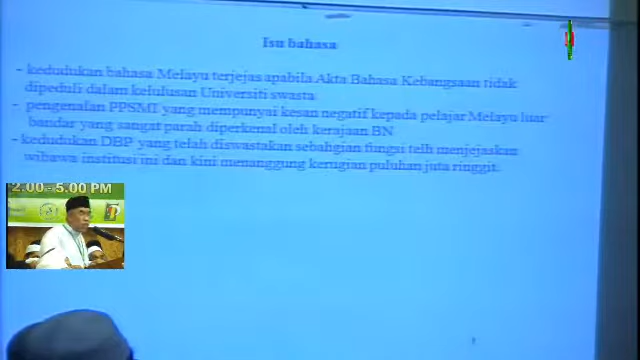 Isu bahasa
- kedudukan bahasa Melayu terjejas apabila Akta Bahasa Kebangsaan tidak
dipeduli dalam kelulusan Universiti swasta
- pengenalan PPSMI yang mempunyai kesan negatif kepada pelajar Melayu luar
bandar yang sangat parah diperkenal oleh kerajaan BN
- kedudukan DBP yang telah diswastakan sebahgian fungsi telh menjejaskan
wibawa institusi ini dan kini menanggung kerugian puluhan juta ringgit.
2.00 - 5.00 PM